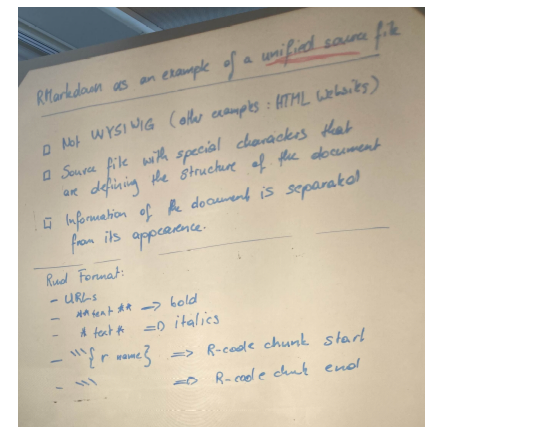 RMarkdown as an example of a unified source file
□ Not WYSIWIG (other examples: HTML websites)
□ Source file with special characters that
are defining the structure of the document
□ Information of the document is separated
from its appearence.
Rmd Format:
- URLs
- **text** -> bold
- *text* => italics
- ```{r name} => R-code chunk start
- ``` => R-code chunk end